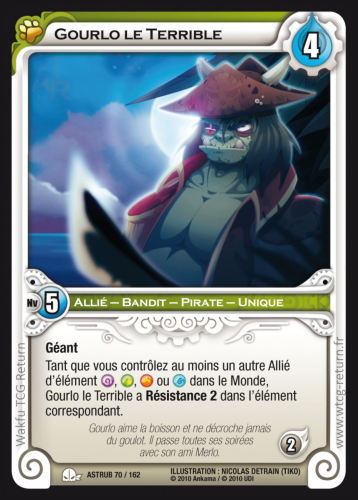 Gourlo le Terrible
4
Nv 5 Allié – Bandit – Pirate – Unique
Géant
Tant que vous contrôlez au moins un autre Allié
d'élément , , ou dans le Monde,
Gourlo le Terrible a Résistance 2 dans l'élément
correspondant.
Gourlo aime la boisson et ne décroche jamais
du goulot. Il passe toutes ses soirées
avec son ami Merlo.
2
ASTRUB 70 / 162
ILLUSTRATION : NICOLAS DETRAIN (TIKO)
© 2010 Ankama / © 2010 UDI
Wakfu TCG Return
www.wtcg-return.fr